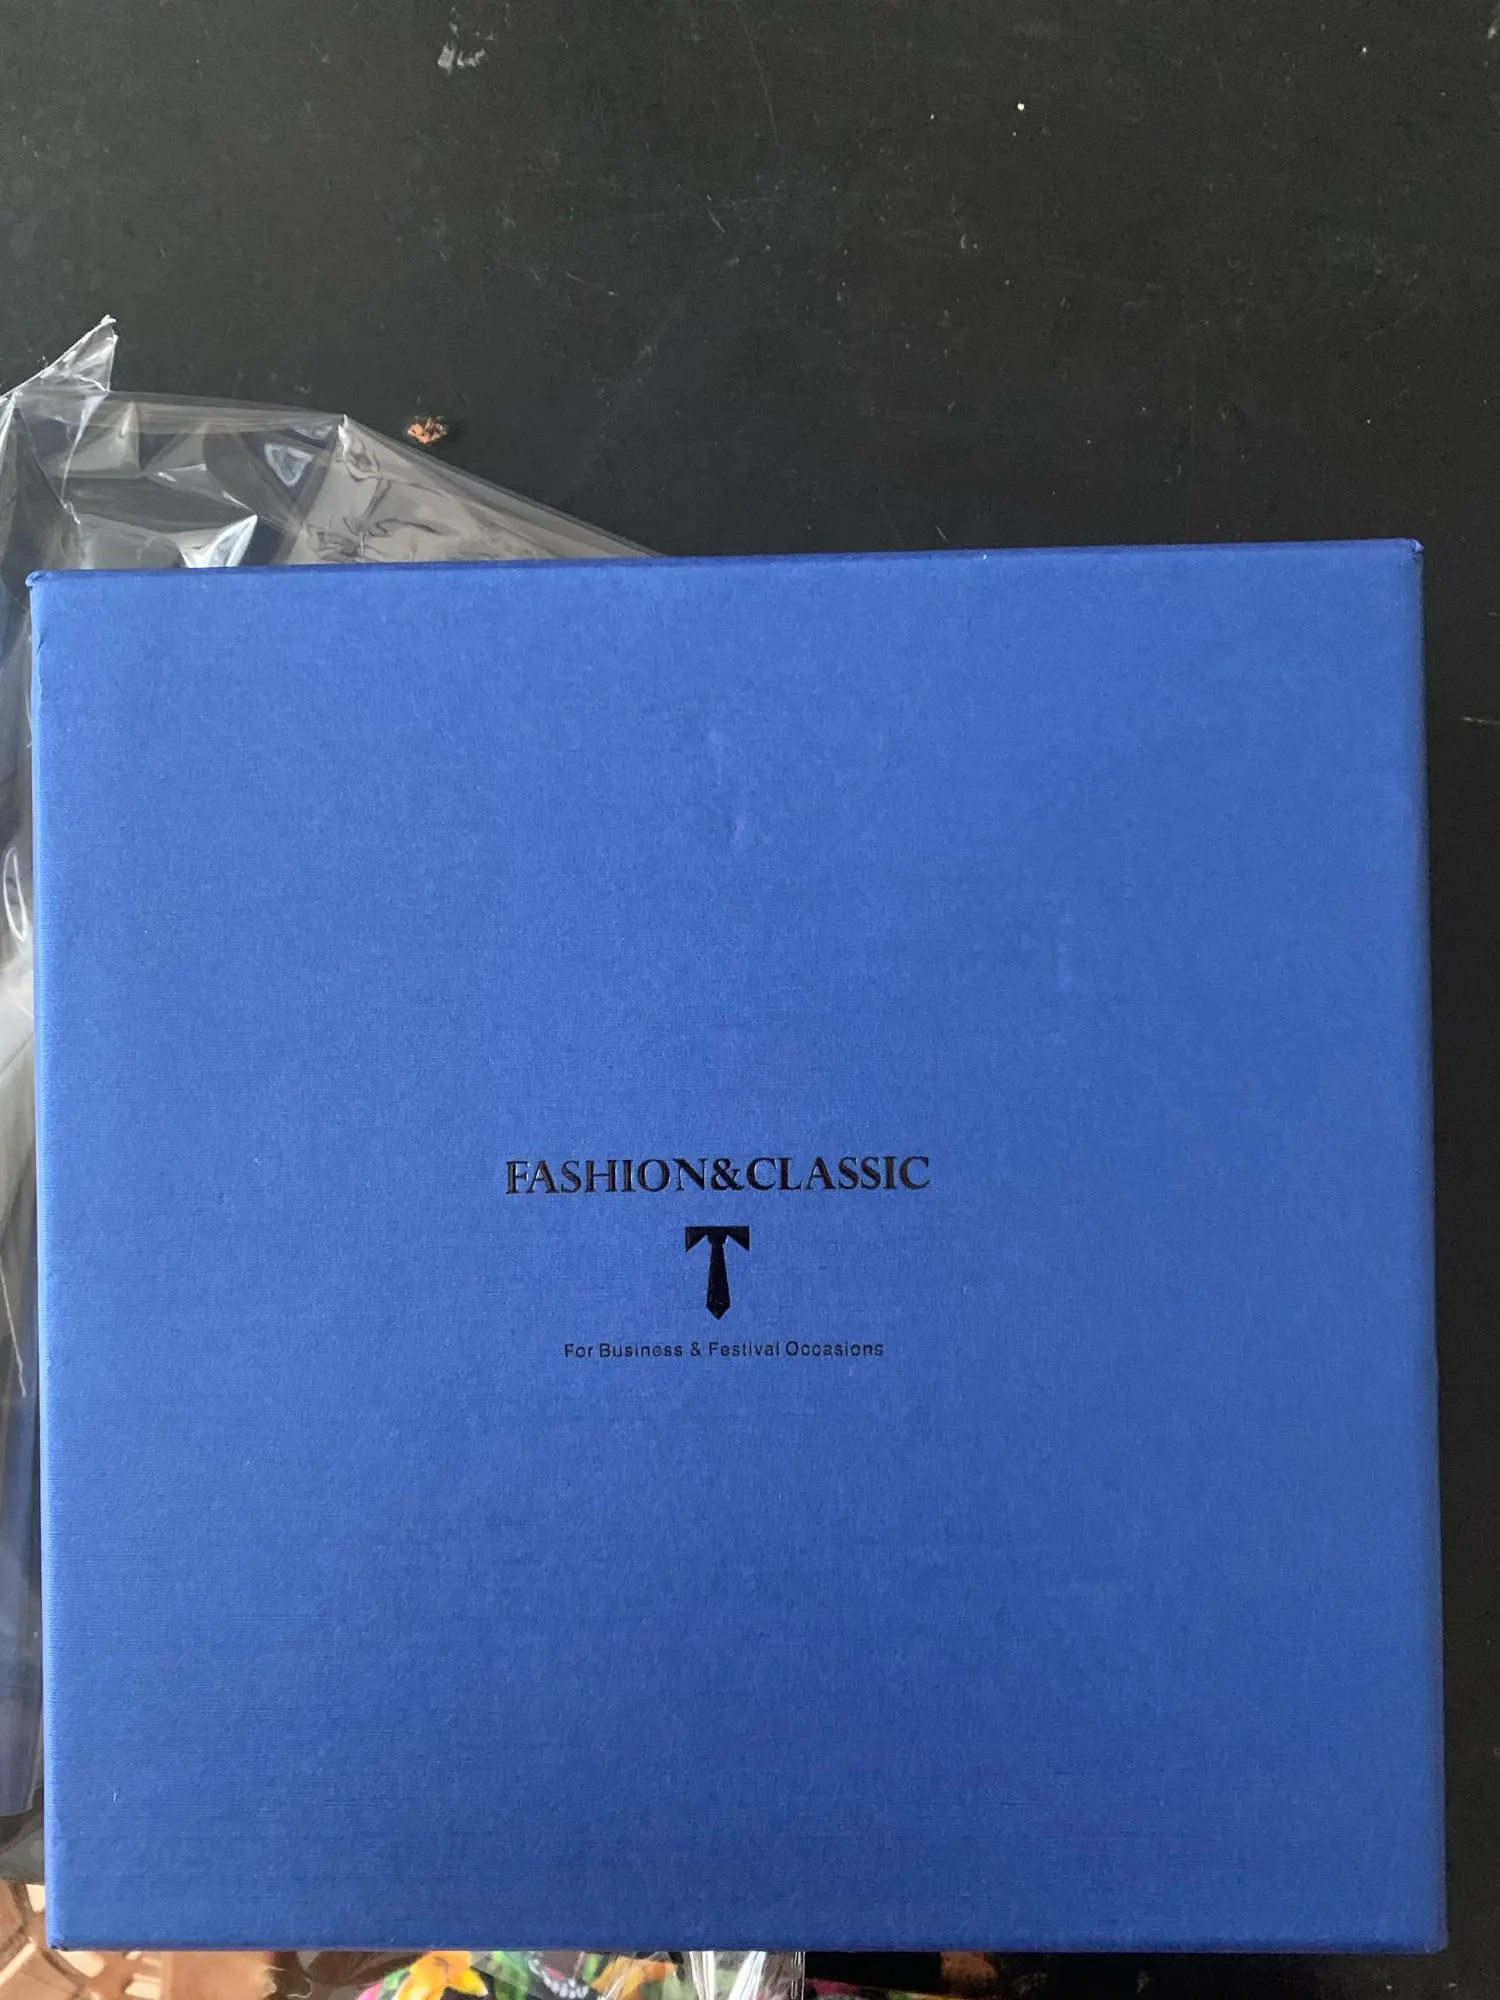 FASHION&CLASSIC
For Business & Festival Occasions